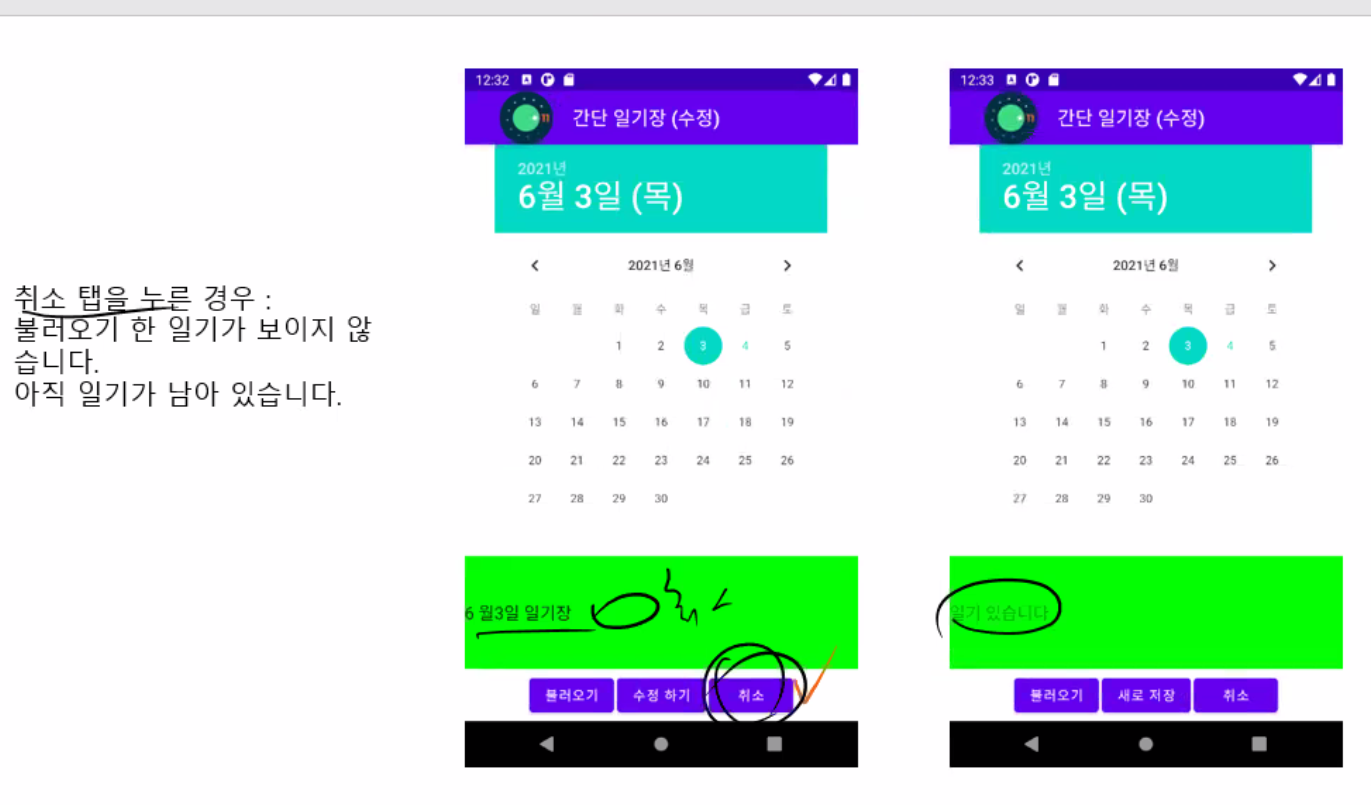 취소 탭을 누른 경우 :
불러오기 한 일기가 보이지 않
습니다.
아직 일기가 남아 있습니다.
12:32
간단 일기장 (수정)
2021년
6월 3일 (목)
2021년 6월
일 월 화 수 목 금 토
1 2 3 4 5
6 7 8 9 10 11 12
13 14 15 16 17 18 19
20 21 22 23 24 25 26
27 28 29 30
6 월3일 일기장
불러오기 수정 하기 취소
12:33
간단 일기장 (수정)
2021년
6월 3일 (목)
2021년 6월
일 월 화 수 목 금 토
1 2 3 4 5
6 7 8 9 10 11 12
13 14 15 16 17 18 19
20 21 22 23 24 25 26
27 28 29 30
일기 있습니다
불러오기 새로 저장 취소